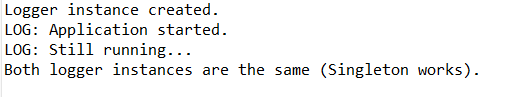 Logger instance created.
LOG: Application started.
LOG: Still running...
Both logger instances are the same (Singleton works).